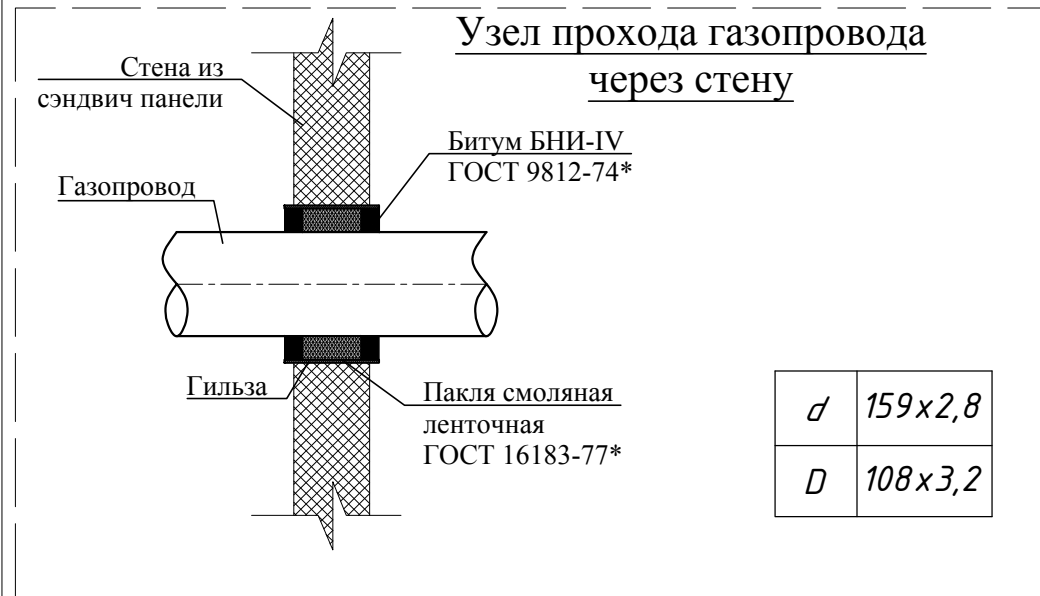 Узел прохода газопровода
через стену
Стена из
сэндвич панели
Битум БНИ-IV
ГОСТ 9812-74*
Газопровод
Гильза
Пакля смоляная
ленточная
ГОСТ 16183-77*
d 159x2,8
D 108x3,2